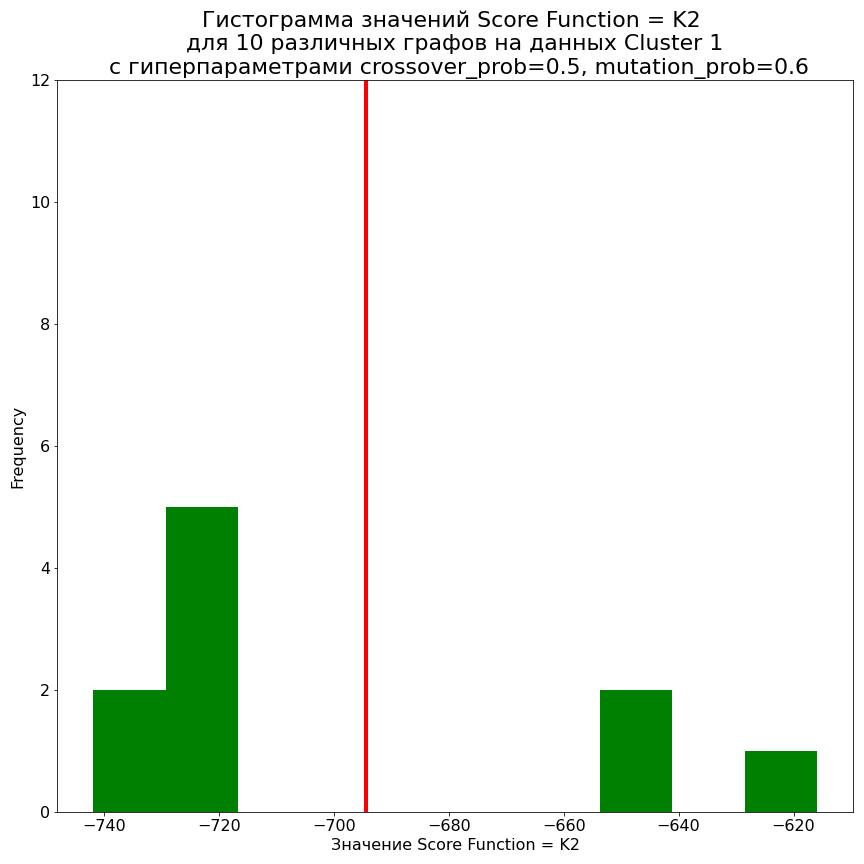 Гистограмма значений Score Function = K2
для 10 различных графов на данных Cluster 1
с гиперпараметрами crossover_prob=0.5, mutation_prob=0.6
12
10
8
6
4
2
0
Frequency
−740 −720 −700 −680 −660 −640 −620
Значение Score Function = K2